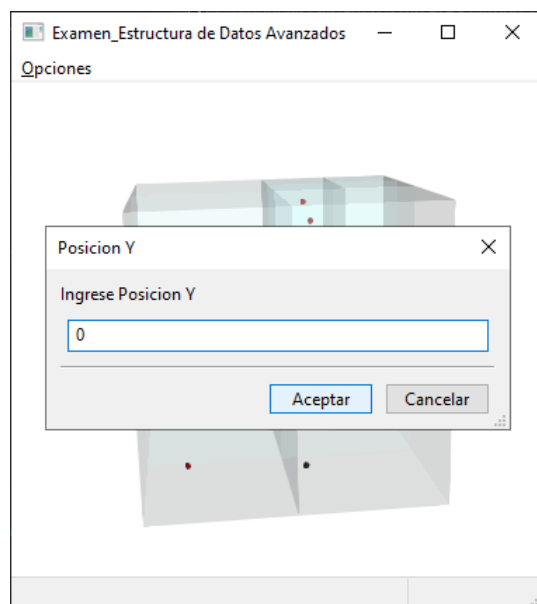 Examen_Estructura de Datos Avanzados
Opciones
Posicion Y
Ingrese Posicion Y
0
Aceptar
Cancelar